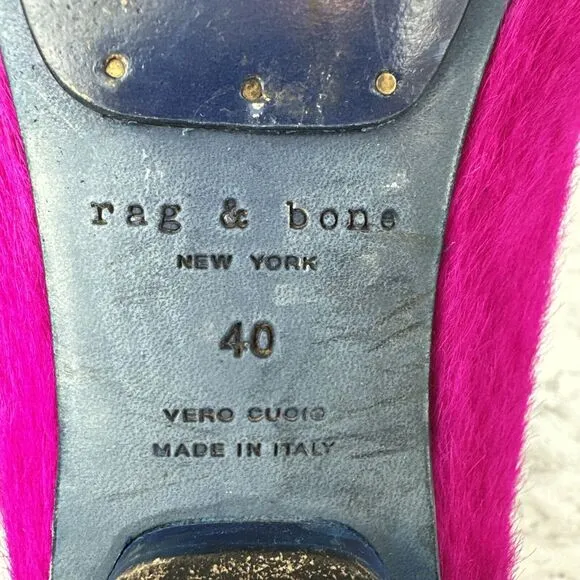 rag & bone
NEW YORK
40
VERO CUOIO
MADE IN ITALY